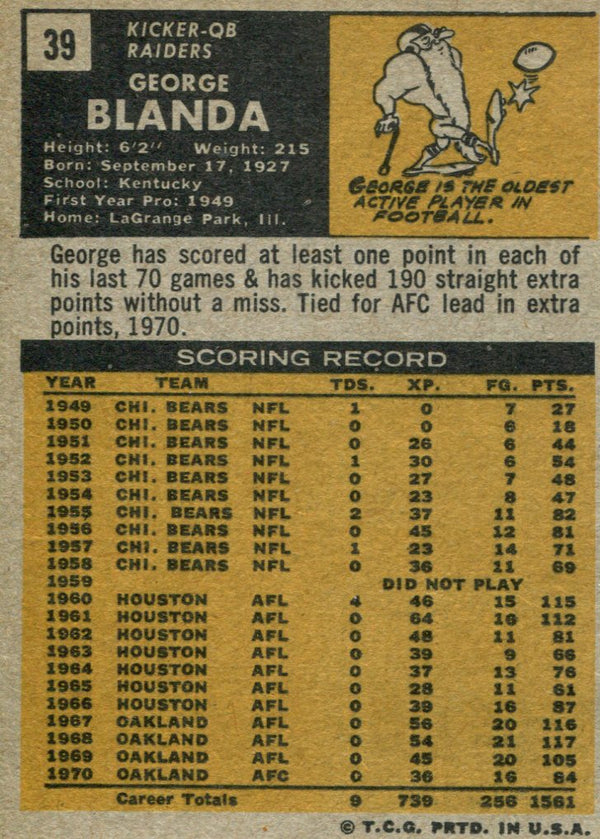 39
KICKER-QB
RAIDERS
GEORGE
BLANDA
Height: 6'2" Weight: 215
Born: September 17, 1927
School: Kentucky
First Year Pro: 1949
Home: LaGrange Park, Ill.
GEORGE IS THE OLDEST
ACTIVE PLAYER IN
FOOTBALL.
George has scored at least one point in each of
his last 70 games & has kicked 190 straight extra
points without a miss. Tied for AFC lead in extra
points, 1970.
SCORING RECORD
YEAR TEAM TDS. XP. FG. PTS.
1949 CHI. BEARS NFL 1 0 7 27
1950 CHI. BEARS NFL 0 0 6 18
1951 CHI. BEARS NFL 0 26 6 44
1952 CHI. BEARS NFL 1 30 6 54
1953 CHI. BEARS NFL 0 27 7 48
1954 CHI. BEARS NFL 0 23 8 47
1955 CHI. BEARS NFL 2 37 11 82
1956 CHI. BEARS NFL 0 45 12 81
1957 CHI. BEARS NFL 1 23 14 71
1958 CHI. BEARS NFL 0 36 11 69
1959 DID NOT PLAY
1960 HOUSTON AFL 4 46 15 115
1961 HOUSTON AFL 0 64 16 112
1962 HOUSTON AFL 0 48 11 81
1963 HOUSTON AFL 0 39 9 66
1964 HOUSTON AFL 0 37 13 76
1965 HOUSTON AFL 0 28 11 61
1966 HOUSTON AFL 0 39 16 87
1967 OAKLAND AFL 0 56 20 116
1968 OAKLAND AFL 0 54 21 117
1969 OAKLAND AFL 0 45 20 105
1970 OAKLAND AFC 0 36 16 84
Career Totals 9 739 256 1561
© T.C.G. PRTD. IN U.S.A.